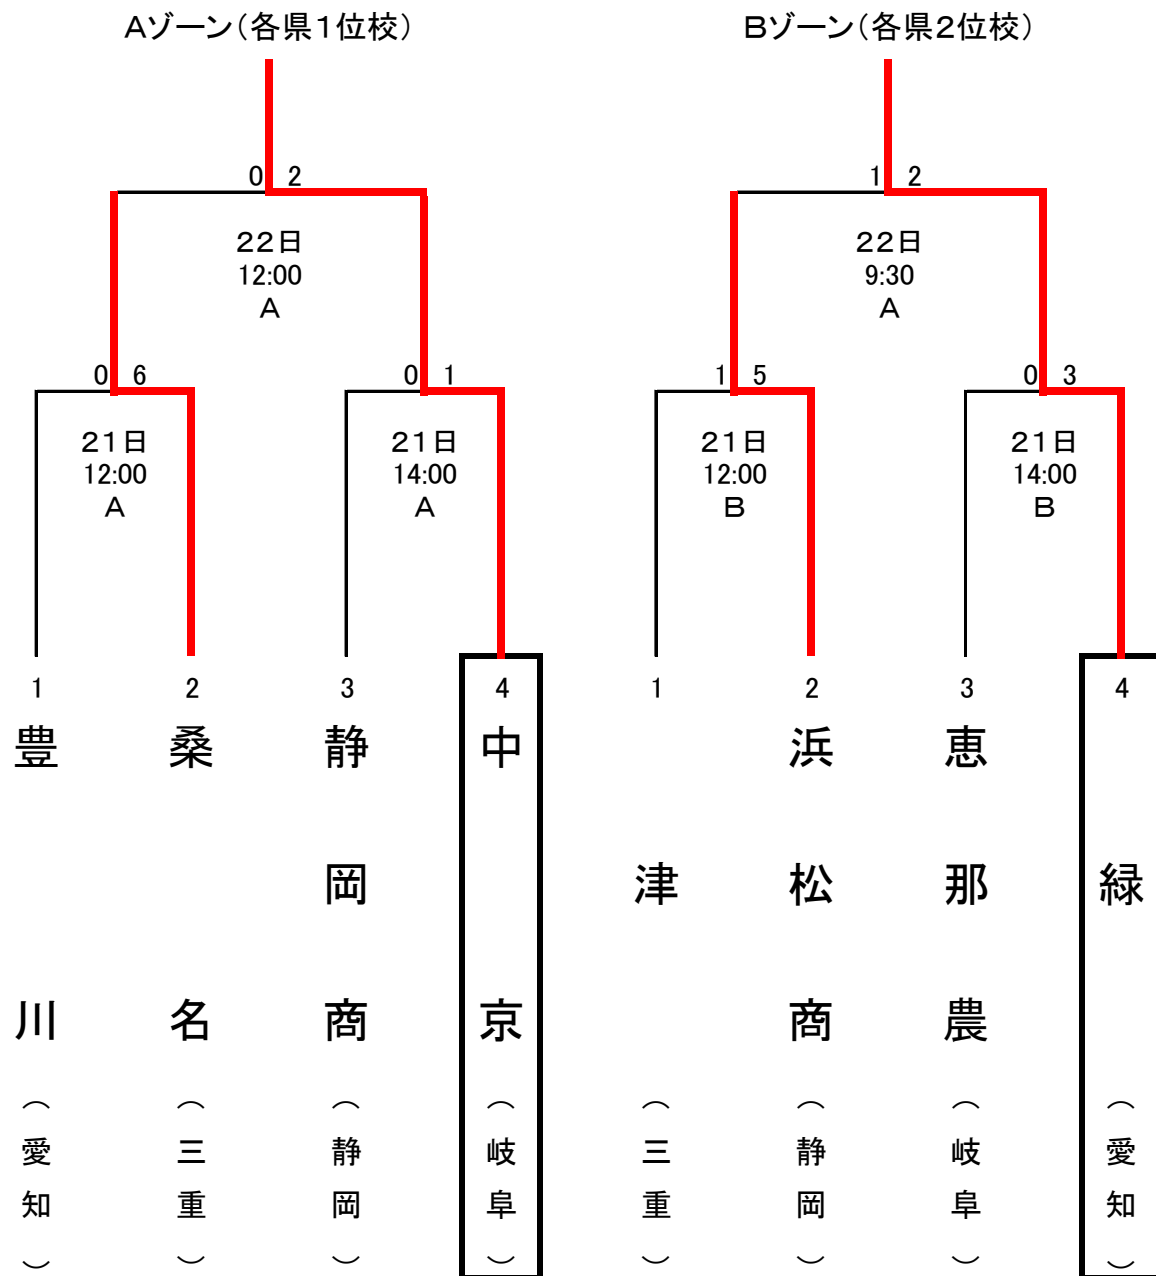 Aゾーン（各県１位校）
Bゾーン（各県２位校）
0 2
22日
12:00
A
1 2
22日
9:30
A
0 6
21日
12:00
A
0 1
21日
14:00
A
1 5
21日
12:00
B
0 3
21日
14:00
B
1
豊川
（愛知）
2
桑名
（三重）
3
静岡商
（静岡）
4
中京
（岐阜）
1
津
（三重）
2
浜松商
（静岡）
3
恵那農
（岐阜）
4
緑
（愛知）